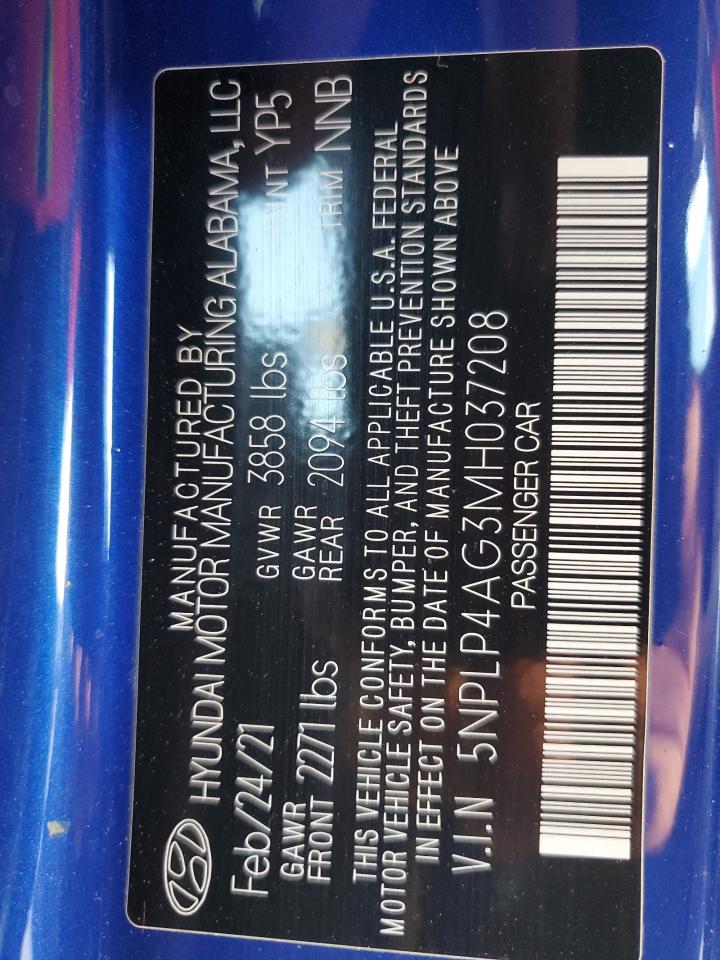 MANUFACTURED BY
HYUNDAI MOTOR MANUFACTURING ALABAMA, LLC
Feb/24/21 GVWR 3858 lbs PAINT YP5
GAWR FRONT 2271 lbs GAWR REAR 2094 lbs TRIM NNB
THIS VEHICLE CONFORMS TO ALL APPLICABLE U.S.A. FEDERAL
MOTOR VEHICLE SAFETY, BUMPER, AND THEFT PREVENTION STANDARDS
IN EFFECT ON THE DATE OF MANUFACTURE SHOWN ABOVE
V.I.N 5NPLP4AG3MH037208
PASSENGER CAR